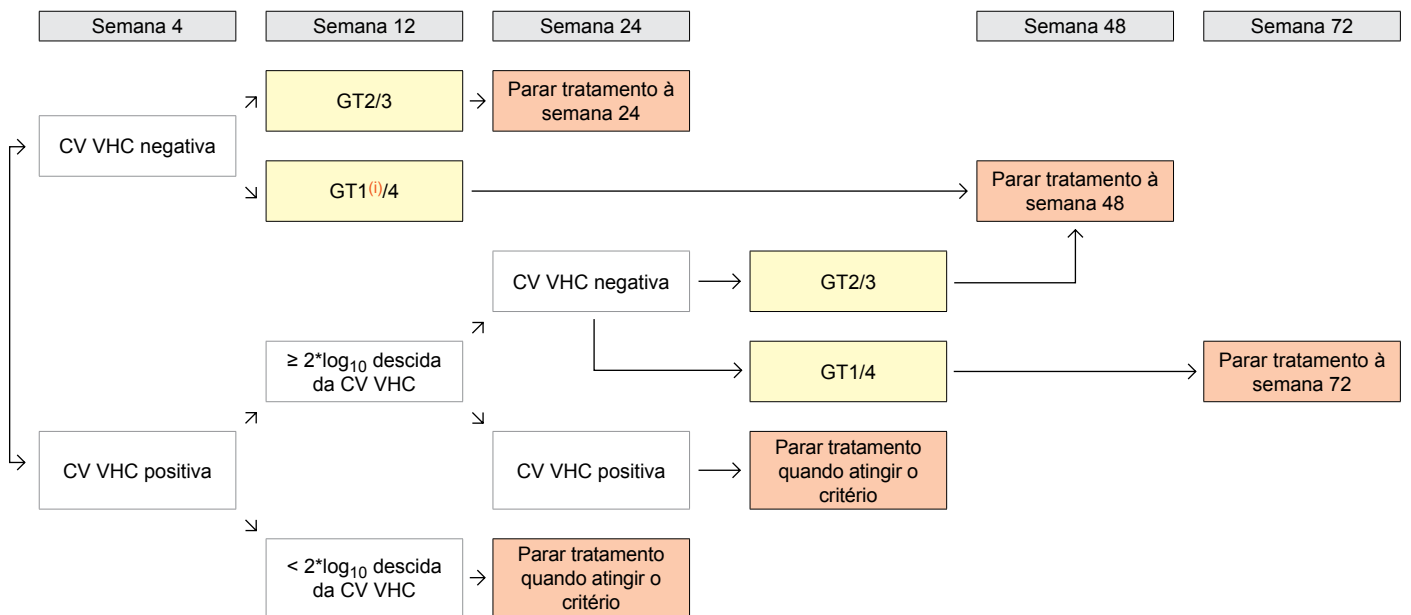 Semana 4
Semana 12
Semana 24
Semana 48
Semana 72
GT2/3
Parar tratamento à
semana 24
CV VHC negativa
GT1(i)/4
Parar tratamento à
semana 48
CV VHC negativa
GT2/3
≥ 2*log10 descida
da CV VHC
GT1/4
Parar tratamento à
semana 72
CV VHC positiva
CV VHC positiva
Parar tratamento
quando atingir o
critério
< 2*log10 descida
da CV VHC
Parar tratamento
quando atingir o
critério